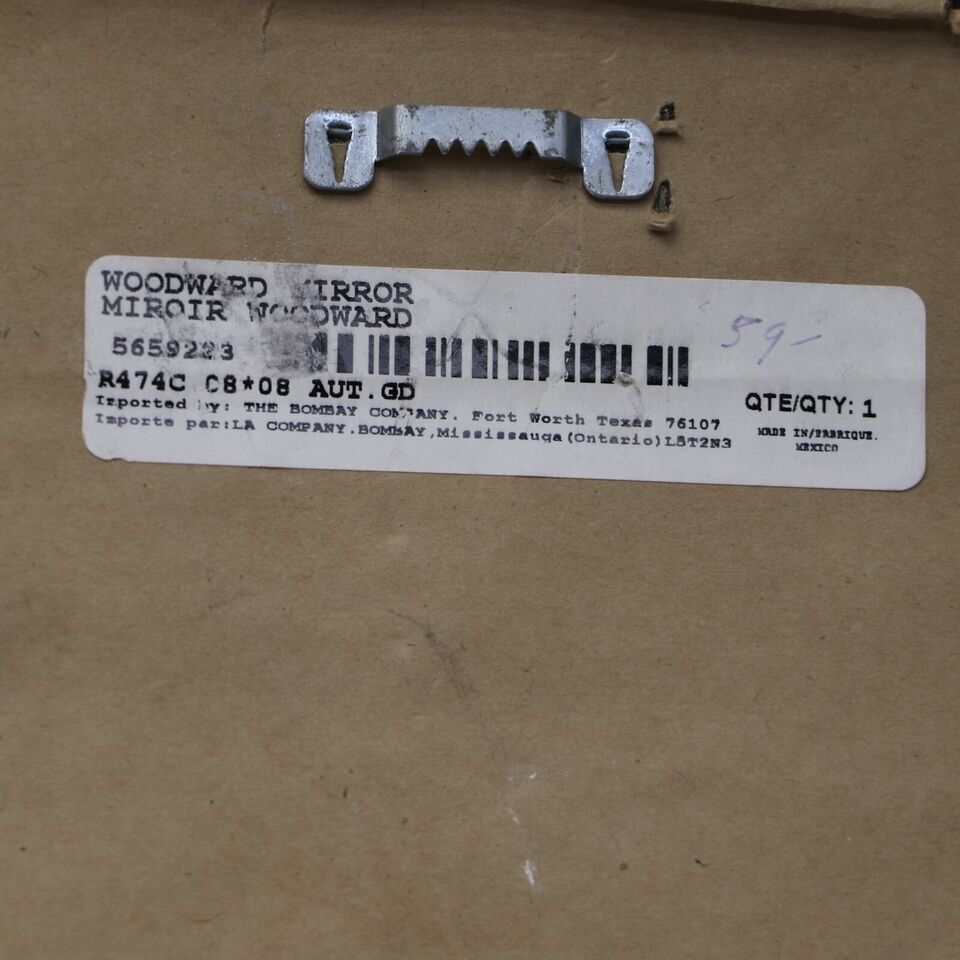 WOODWARD MIRROR
MIROIR WOODWARD
5659223
R474C 08*08 AUT.GD
Imported by: THE BOMBAY COMPANY. Fort Worth Texas 76107
Importe par:LA COMPANY.BOMBAY,Mississauga(Ontario)L5T2N3
59-
QTE/QTY: 1
MADE IN/FABRIQUE.
MEXICO